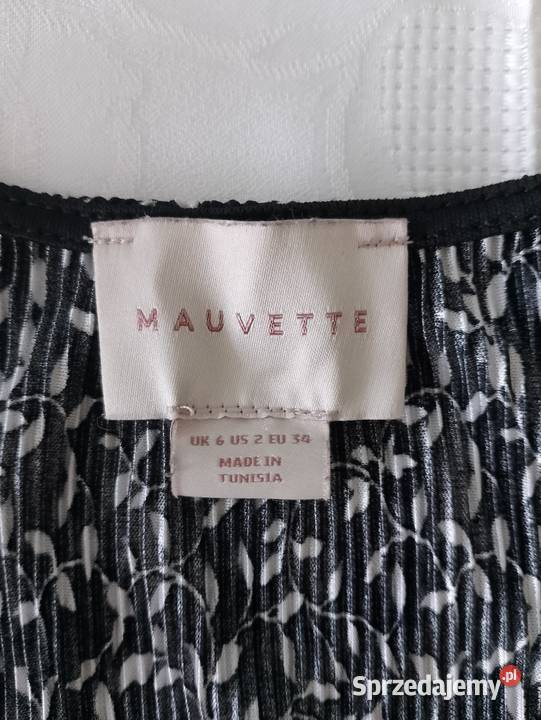 MAUVETTE
UK 6 US 2 EU 34
MADE IN
TUNISIA
Sprzedajemy.pl